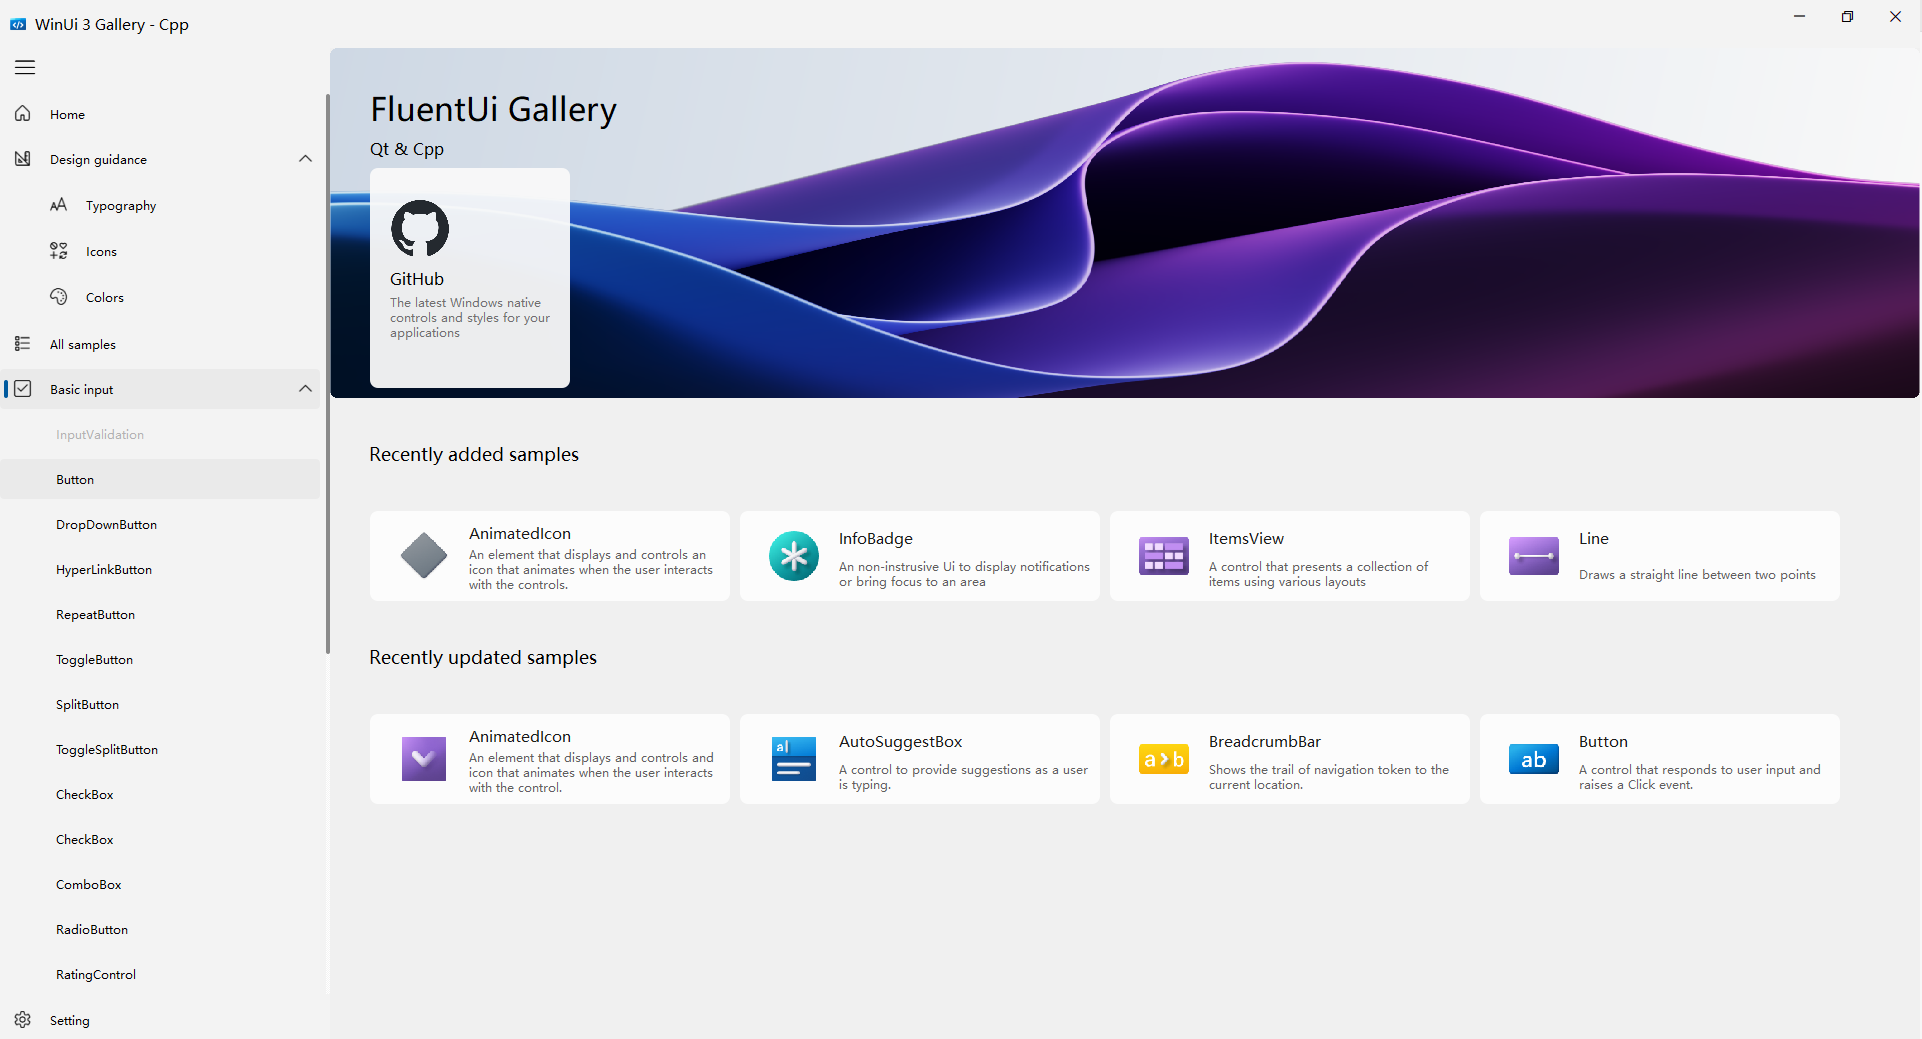 WinUi 3 Gallery - Cpp
Home
Design guidance
Typography
Icons
Colors
All samples
Basic input
InputValidation
Button
DropDownButton
HyperLinkButton
RepeatButton
ToggleButton
SplitButton
ToggleSplitButton
CheckBox
CheckBox
ComboBox
RadioButton
RatingControl
Setting
FluentUi Gallery
Qt & Cpp
GitHub
The latest Windows native
controls and styles for your
applications
Recently added samples
AnimatedIcon
An element that displays and controls an
icon that animates when the user interacts
with the controls.
InfoBadge
An non-instrusive Ui to display notifications
or bring focus to an area
ItemsView
A control that presents a collection of
items using various layouts
Line
Draws a straight line between two points
Recently updated samples
AnimatedIcon
An element that displays and controls and
icon that animates when the user interacts
with the control.
al
AutoSuggestBox
A control to provide suggestions as a user
is typing.
a>b
BreadcrumbBar
Shows the trail of navigation token to the
current location.
ab
Button
A control that responds to user input and
raises a Click event.